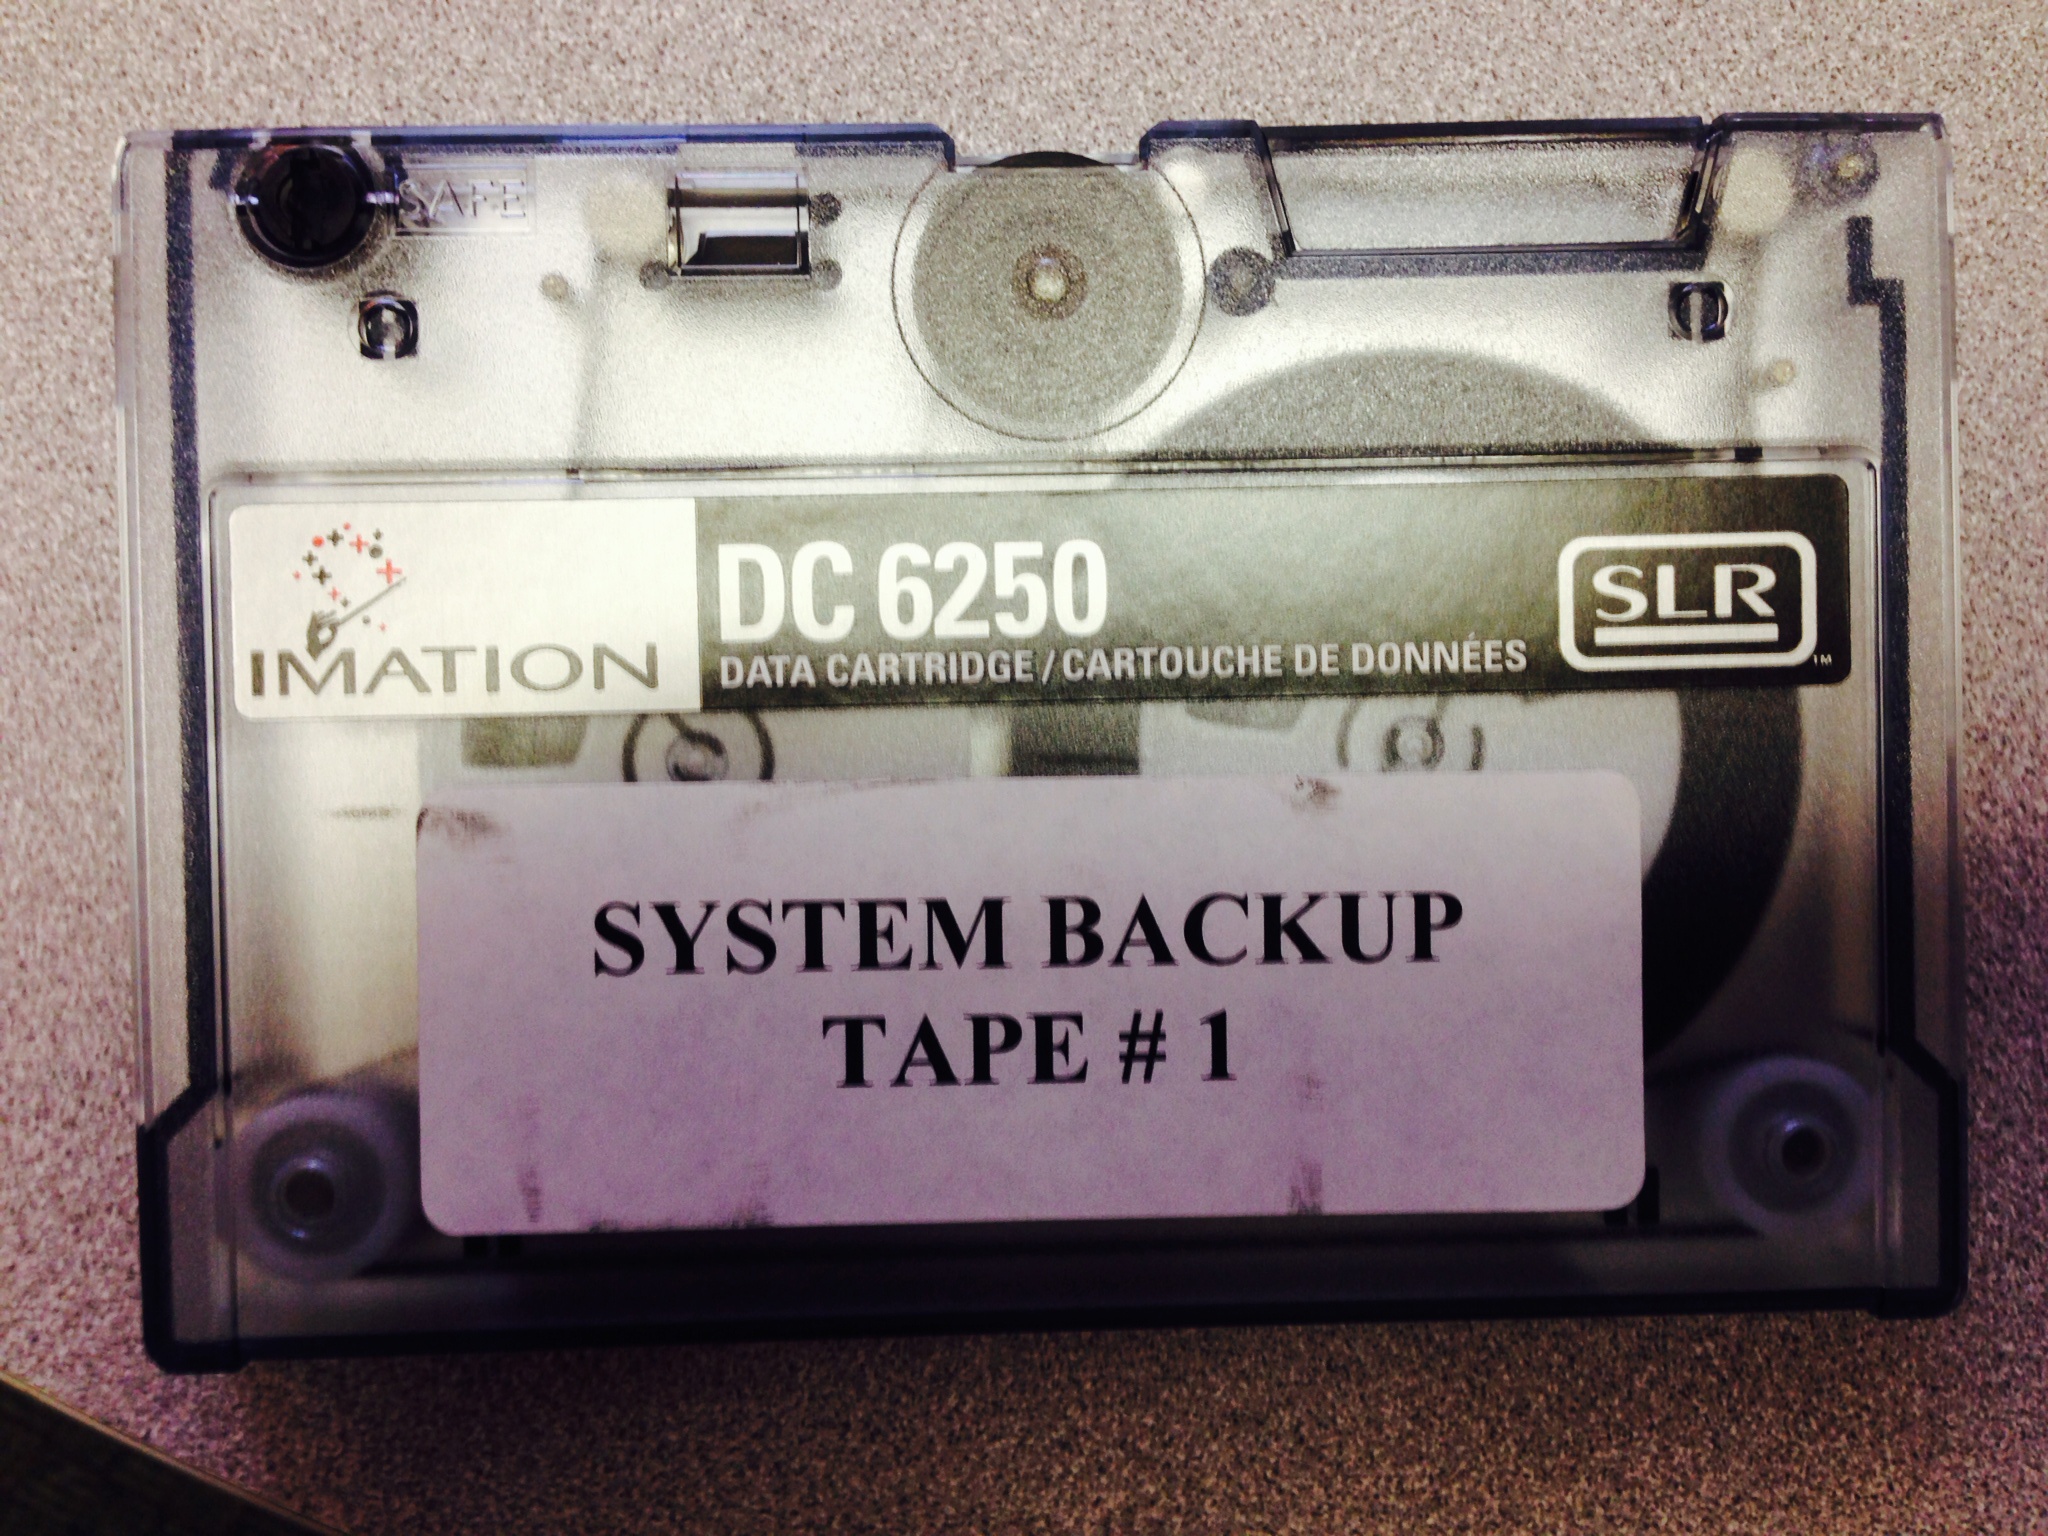 SAFE
IMATION
DC 6250
DATA CARTRIDGE / CARTOUCHE DE DONNÉES
SLR
TM
SYSTEM BACKUP
TAPE # 1